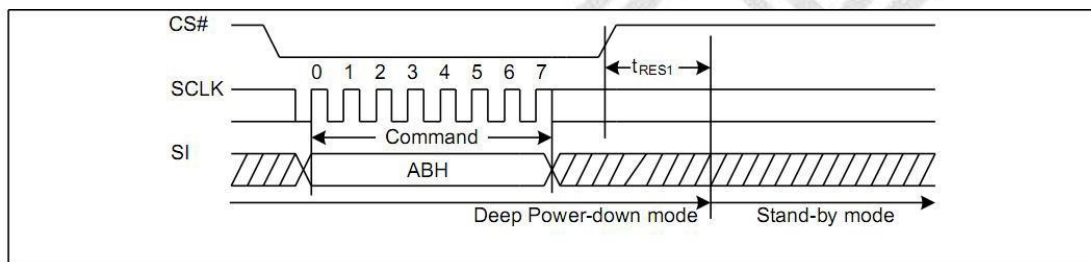 CS#
tRES1
0 1 2 3 4 5 6 7
SCLK
Command
SI
ABH
Deep Power-down mode Stand-by mode